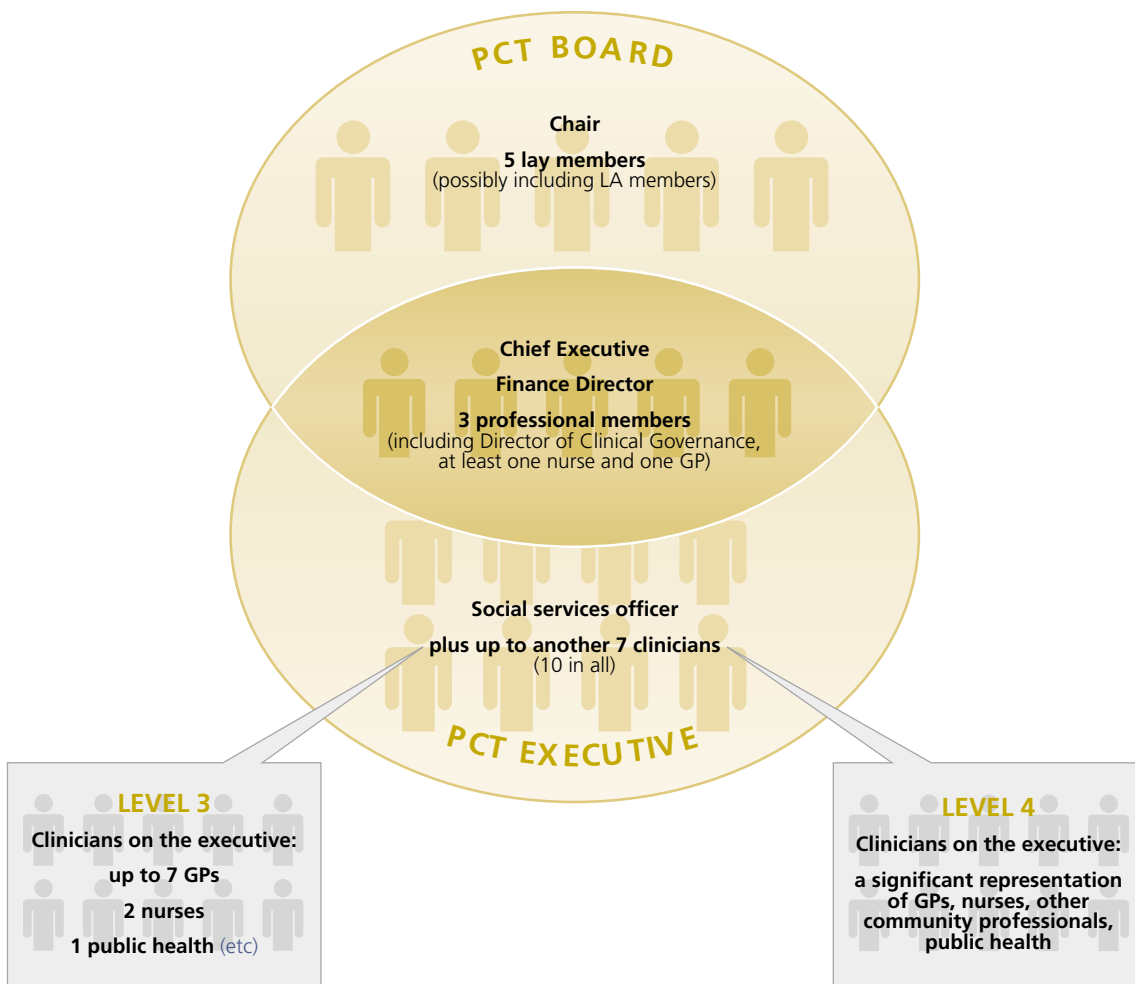 PCT BOARD
Chair
5 lay members
(possibly including LA members)
Chief Executive
Finance Director
3 professional members
(including Director of Clinical Governance,
at least one nurse and one GP)
Social services officer
plus up to another 7 clinicians
(10 in all)
PCT EXECUTIVE
LEVEL 3
Clinicians on the executive:
up to 7 GPs
2 nurses
1 public health (etc)
LEVEL 4
Clinicians on the executive:
a significant representation
of GPs, nurses, other
community professionals,
public health